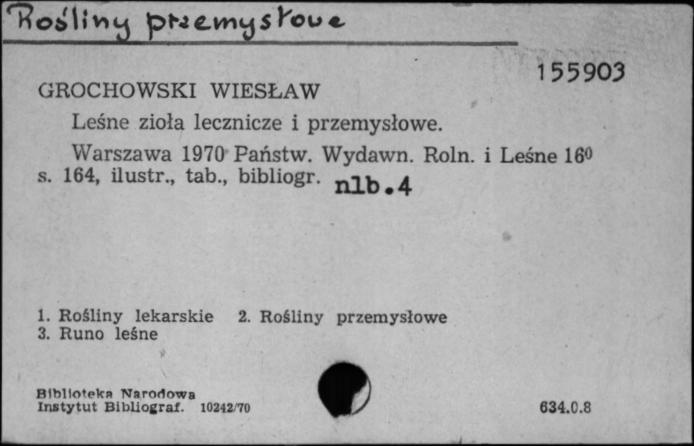 Rośliny przemysłowe
155903
GROCHOWSKI WIESŁAW
Leśne zioła lecznicze i przemysłowe.
Warszawa 1970 Państw. Wydawn. Roln. i Leśne 16⁰
s. 164, ilustr., tab., bibliogr. nlb.4
1. Rośliny lekarskie 2. Rośliny przemysłowe
3. Runo leśne
Biblioteka Narodowa
Instytut Bibliograf. 10242/70
634.0.8